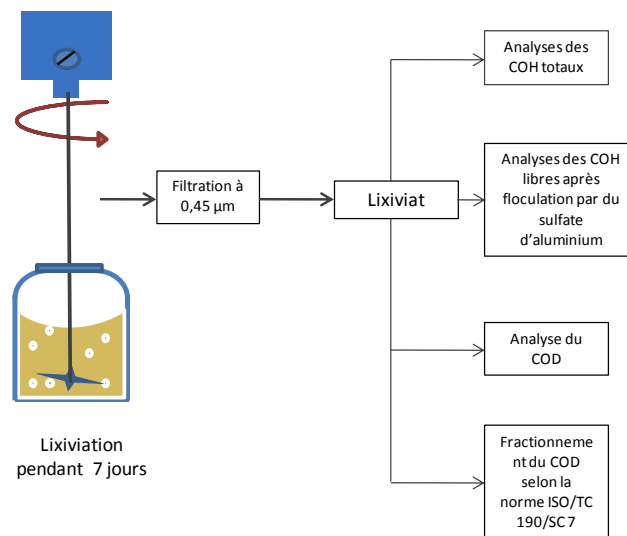 Lixiviation
pendant 7 jours
Filtration à
0,45 µm
Lixiviat
Analyses des
COH totaux
Analyses des COH
libres après
floculation par du
sulfate
d’aluminium
Analyse du
COD
Fractionneme
nt du COD
selon la
norme ISO/TC
190/SC 7